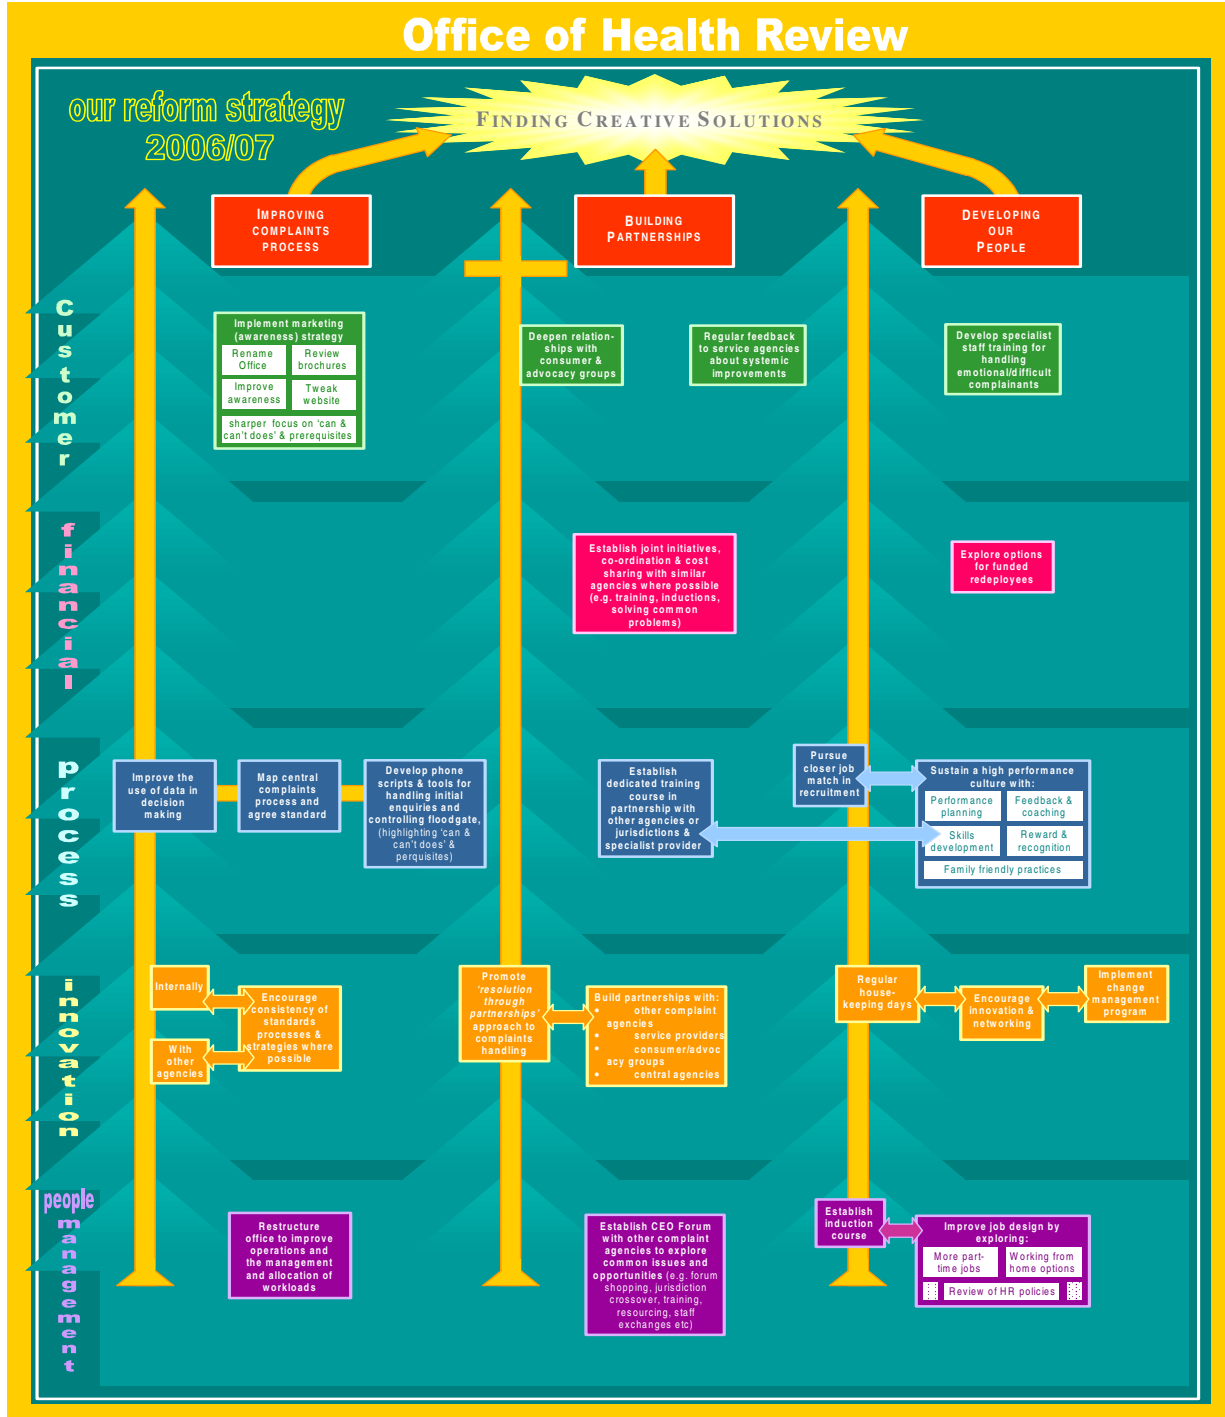 Office of Health Review
our reform strategy
2006/07
FINDING CREATIVE SOLUTIONS
IMPROVING
COMPLAINTS
PROCESS
BUILDING
PARTNERSHIPS
DEVELOPING
OUR
PEOPLE
Customer
Implement marketing
(awareness) strategy
Rename
Office
Review
brochures
Improve
awareness
Tweak
website
sharper focus on ‘can &
can’t does’ & prerequisites
Deepen relation-
ships with
consumer &
advocacy groups
Regular feedback
to service agencies
about systemic
improvements
Develop specialist
staff training for
handling
emotional/difficult
complainants
financial
Establish joint initiatives,
co-ordination & cost
sharing with similar
agencies where possible
(e.g. training, inductions,
solving common
problems)
Explore options
for funded
redeployees
process
Improve the
use of data in
decision
making
Map central
complaints
process and
agree standard
Develop phone
scripts & tools for
handling initial
enquiries and
controlling floodgate,
(highlighting ‘can &
can’t does’ &
perquisites)
Establish
dedicated training
course in
partnership with
other agencies or
jurisdictions &
specialist provider
Pursue
closer job
match in
recruitment
Sustain a high performance
culture with:
Performance
planning
Feedback &
coaching
Skills
development
Reward &
recognition
Family friendly practices
innovation
Internally
With
other
agencies
Encourage
consistency of
standards
processes &
strategies where
possible
Promote
‘resolution
through
partnerships’
approach to
complaints
handling
Build partnerships with:
• other complaint
agencies
• service providers
• consumer/advoc
acy groups
• central agencies
Regular
house-
keeping days
Encourage
innovation &
networking
Implement
change
management
program
people
management
Restructure
office to improve
operations and
the management
and allocation of
workloads
Establish CEO Forum
with other complaint
agencies to explore
common issues and
opportunities (e.g. forum
shopping, jurisdiction
crossover, training,
resourcing, staff
exchanges etc)
Establish
induction
course
Improve job design by
exploring:
More part-
time jobs
Working from
home options
Review of HR policies